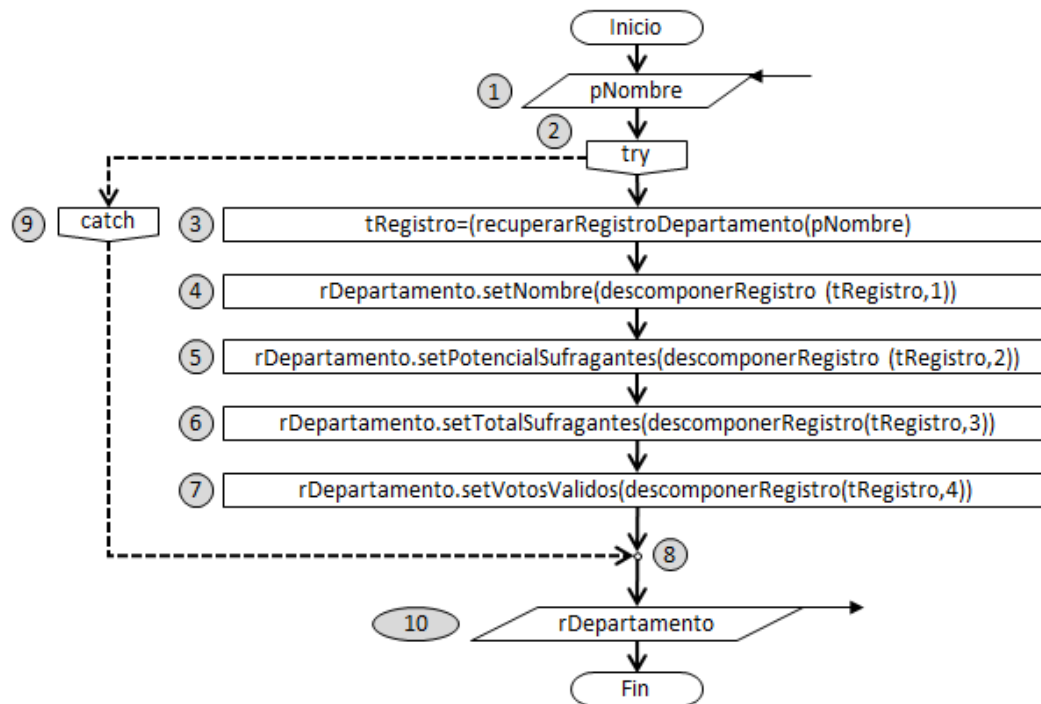 Inicio
1 pNombre
2 try
9 catch
3 tRegistro=(recuperarRegistroDepartamento(pNombre)
4 rDepartamento.setNombre(descomponerRegistro (tRegistro,1))
5 rDepartamento.setPotencialSufragantes(descomponerRegistro (tRegistro,2))
6 rDepartamento.setTotalSufragantes(descomponerRegistro(tRegistro,3))
7 rDepartamento.setVotosValidos(descomponerRegistro(tRegistro,4))
8
10 rDepartamento
Fin